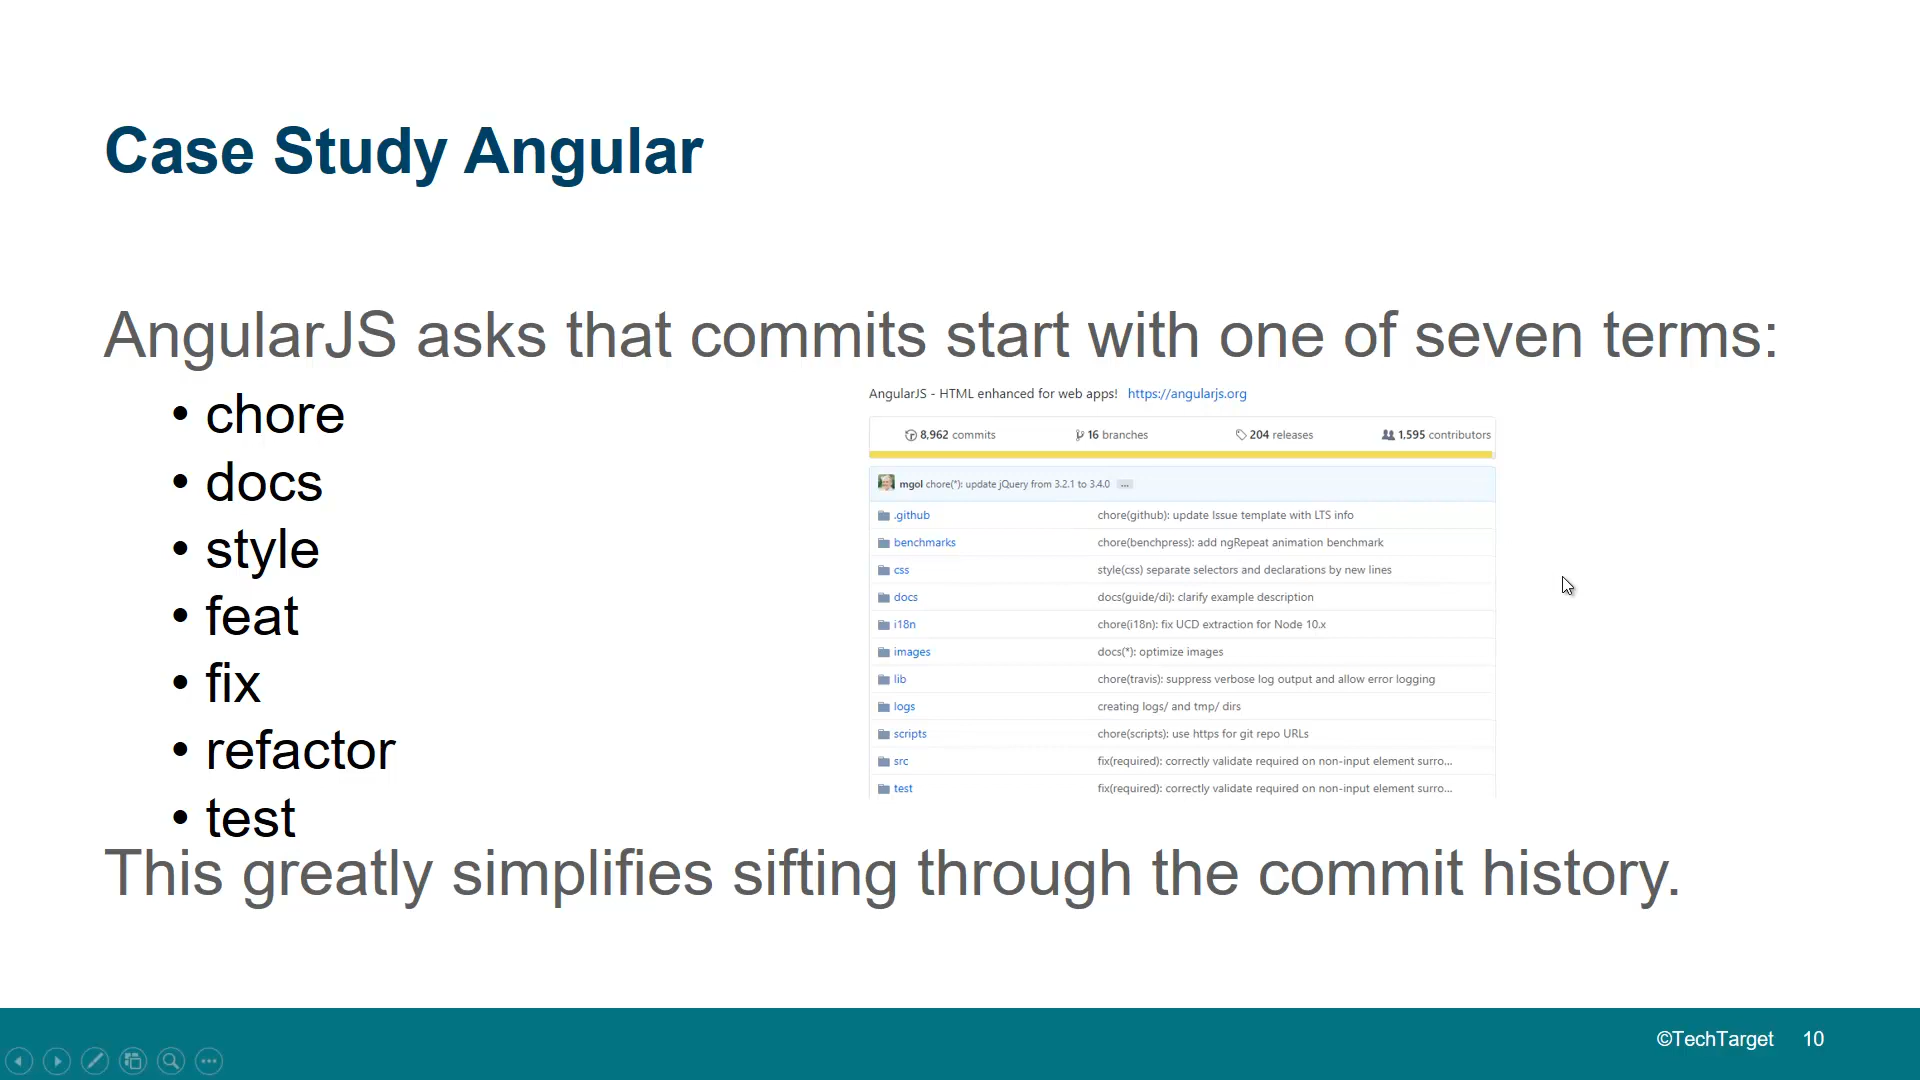 Case Study Angular
AngularJS asks that commits start with one of seven terms:
• chore
• docs
• style
• feat
• fix
• refactor
• test
AngularJS - HTML enhanced for web apps! https://angularjs.org
8,962 commits 16 branches 204 releases 1,595 contributors
mgol chore(*): update jQuery from 3.2.1 to 3.4.0 ...
.github chore(github): update Issue template with LTS info
benchmarks chore(benchpress): add ngRepeat animation benchmark
css style(css) separate selectors and declarations by new lines
docs docs(guide/di): clarify example description
i18n chore(i18n): fix UCD extraction for Node 10.x
images docs(*): optimize images
lib chore(travis): suppress verbose log output and allow error logging
logs creating logs/ and tmp/ dirs
scripts chore(scripts): use https for git repo URLs
src fix(required): correctly validate required on non-input element surro...
test fix(required): correctly validate required on non-input element surro...
This greatly simplifies sifting through the commit history.
©TechTarget 10